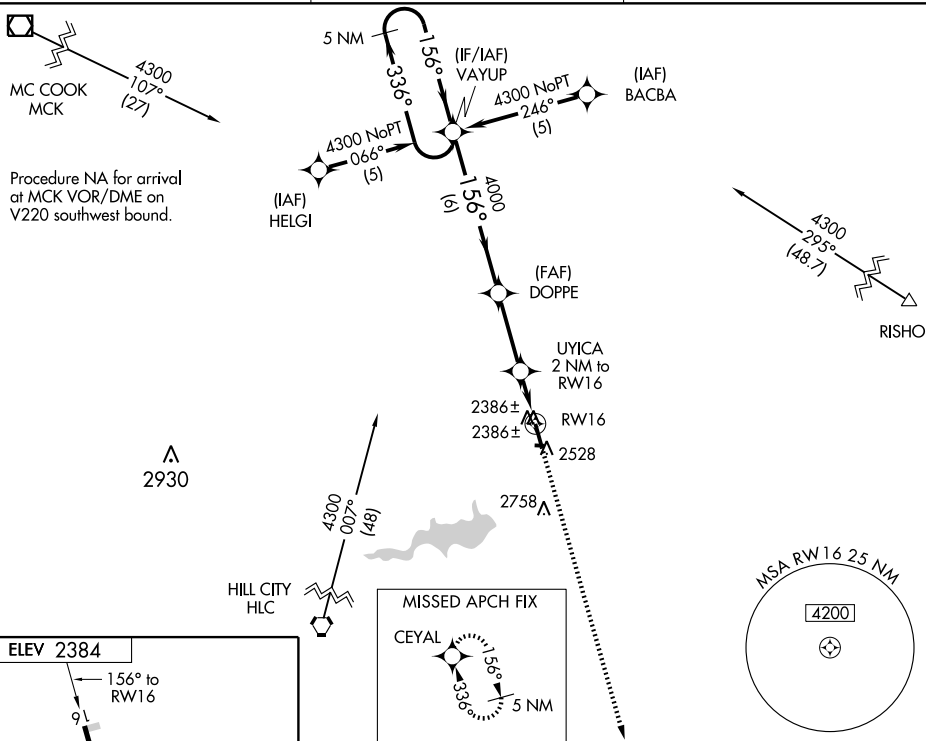 5 NM
156°
336°
(IF/IAF)
VAYUP
(IAF)
BACBA
4300 NoPT
246°
(5)
MC COOK
MCK
4300
107°
(27)
4300 NoPT
066°
(5)
(IAF)
HELGI
Procedure NA for arrival
at MCK VOR/DME on
V220 southwest bound.
4000
156°
(6)
4300
295°
(48.7)
RISHO
(FAF)
DOPPE
UYICA
2 NM to
RW16
2386±
2386±
RW16
2528
2758
2930
4300
007°
(48)
HILL CITY
HLC
MISSED APCH FIX
CEYAL
156°
336°
5 NM
MSA RW16 25 NM
4200
ELEV 2384
156° to
RW16
16